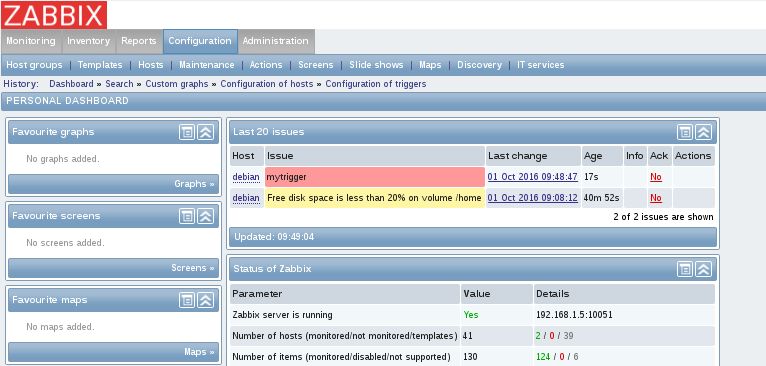 ZABBIX
Monitoring Inventory Reports Configuration Administration
Host groups | Templates | Hosts | Maintenance | Actions | Screens | Slide shows | Maps | Discovery | IT services
History: Dashboard » Search » Custom graphs » Configuration of hosts » Configuration of triggers
PERSONAL DASHBOARD
Favourite graphs
No graphs added.
Graphs »
Favourite screens
No screens added.
Screens »
Favourite maps
No maps added.
Maps »
Last 20 issues
Host Issue Last change Age Info Ack Actions
debian mytrigger 01 Oct 2016 09:48:47 17s No
debian Free disk space is less than 20% on volume /home 01 Oct 2016 09:08:12 40m 52s No
2 of 2 issues are shown
Updated: 09:49:04
Status of Zabbix
Parameter Value Details
Zabbix server is running Yes 192.168.1.5:10051
Number of hosts (monitored/not monitored/templates) 41 2 / 0 / 39
Number of items (monitored/disabled/not supported) 130 124 / 0 / 6